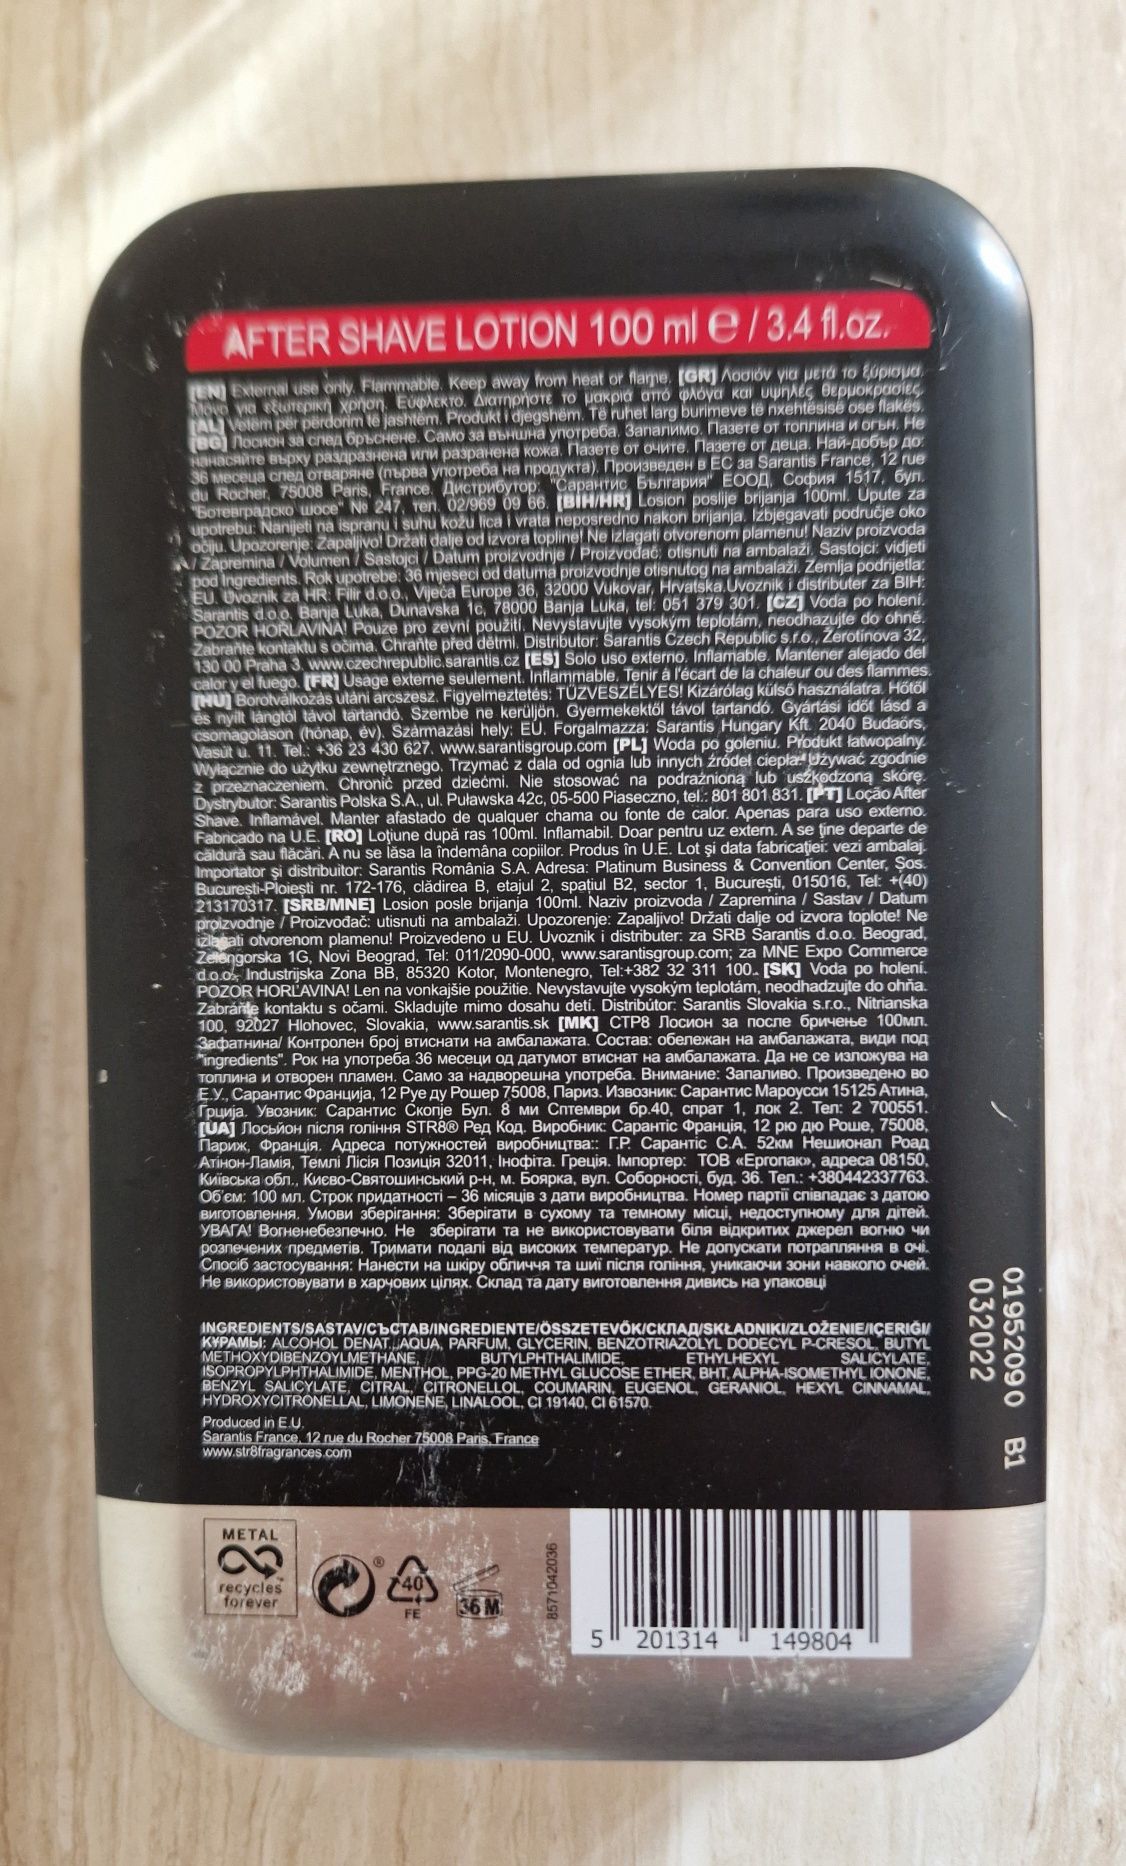 AFTER SHAVE LOTION 100 ml ℮ / 3.4 fl.oz.
[EN] External use only. Flammable. Keep away from heat or flame. [GR] Λοσιόν για μετά το ξύρισμα.
Μόνο για εξωτερική χρήση. Εύφλεκτο. Διατηρήστε το μακριά από φλόγα και υψηλές θερμοκρασίες.
[AL] Vetëm për përdorim të jashtëm. Produkt i djegshëm. Të ruhet larg burimeve të nxehtësisë ose flakës.
[BG] Лосион за след бръснене. Само за външна употреба. Запалимо. Пазете от топлина и огън. Не
нанасяйте върху раздразнена или разранена кожа. Пазете от очите. Пазете от деца. Най-добър до:
36 месеца след отваряне (първа употреба на продукта). Произведен в ЕС за Sarantis France, 12 rue
du Rocher, 75008 Paris, France. Дистрибутор: "Сарантис България" ЕООД, София 1517, бул.
"Ботевградско шосе" № 247, тел. 02/969 09 66. [BIH/HR] Losion poslije brijanja 100ml. Upute za
upotrebu: Nanijeti na ispranu i suhu kožu lica i vrata neposredno nakon brijanja. Izbjegavati područje oko
očiju. Upozorenje: Zapaljivo! Držati dalje od izvora topline! Ne izlagati otvorenom plamenu! Naziv proizvoda
/ Zapremina / Volumen / Sastojci / Datum proizvodnje / Proizvođač: otisnuti na ambalaži. Sastojci: vidjeti
pod Ingredients. Rok upotrebe: 36 mjeseci od datuma proizvodnje otisnutog na ambalaži. Zemlja podrijetla:
EU. Uvoznik za HR: Filir d.o.o., Vijeća Europe 36, 32000 Vukovar, Hrvatska.Uvoznik i distributer za BIH:
Sarantis d.o.o. Banja Luka, Dunavska 1c, 78000 Banja Luka, tel: 051 379 301. [CZ] Voda po holení.
POZOR HOŘLAVINA! Pouze pro zevní použití. Nevystavujte vysokým teplotám, neodhazujte do ohně.
Zabraňte kontaktu s očima. Chraňte před dětmi. Distributor: Sarantis Czech Republic s.r.o., Žerotínova 32,
130 00 Praha 3, www.czechrepublic.sarantis.cz [ES] Solo uso externo. Inflamable. Mantener alejado del
calor y el fuego. [FR] Usage externe seulement. Inflammable. Tenir à l'écart de la chaleur ou des flammes.
[HU] Borotválkozás utáni arcszesz. Figyelmeztetés: TŰZVESZÉLYES! Kizárólag külső használatra. Hőtől
és nyílt lángtól távol tartandó. Szembe ne kerüljön. Gyermekektől távol tartandó. Gyártási időt lásd a
csomagoláson (hónap, év). Származási hely: EU. Forgalmazza: Sarantis Hungary Kft. 2040 Budaörs,
Vasút u. 11. Tel.: +36 23 430 627. www.sarantisgroup.com [PL] Woda po goleniu. Produkt łatwopalny.
Wyłącznie do użytku zewnętrznego. Trzymać z dala od ognia lub innych źródeł ciepła. Używać zgodnie
z przeznaczeniem. Chronić przed dziećmi. Nie stosować na podrażnioną lub uszkodzoną skórę.
Dystrybutor: Sarantis Polska S.A., ul. Puławska 42c, 05-500 Piaseczno, tel.: 801 801 831. [PT] Loção After
Shave. Inflamável. Manter afastado de qualquer chama ou fonte de calor. Apenas para uso externo.
Fabricado na U.E. [RO] Loțiune după ras 100ml. Inflamabil. Doar pentru uz extern. A se ţine departe de
căldură sau flăcări. A nu se lăsa la îndemâna copiilor. Produs în U.E. Lot şi data fabricaţiei: vezi ambalaj.
Importator şi distribuitor: Sarantis România S.A. Adresa: Platinum Business & Convention Center, Şos.
Bucureşti-Ploieşti nr. 172-176, clădirea B, etajul 2, spaţiul B2, sector 1, Bucureşti, 015016, Tel: +(40)
213170317. [SRB/MNE] Losion posle brijanja 100ml. Naziv proizvoda / Zapremina / Sastav / Datum
proizvodnje / Proizvođač: utisnuti na ambalaži. Upozorenje: Zapaljivo! Držati dalje od izvora toplote! Ne
izlagati otvorenom plamenu! Proizvedeno u EU. Uvoznik i distributer: za SRB Sarantis d.o.o. Beograd,
Zelengorska 1G, Novi Beograd, Tel: 011/2090-000, www.sarantisgroup.com; za MNE Expo Commerce
d.o.o. Industrijska Zona BB, 85320 Kotor, Montenegro, Tel:+382 32 311 100.. [SK] Voda po holení.
POZOR HORĽAVINA! Len na vonkajšie použitie. Nevystavujte vysokým teplotám, neodhadzujte do ohňa.
Zabráňte kontaktu s očami. Skladujte mimo dosahu detí. Distribútor: Sarantis Slovakia s.r.o., Nitrianska
100, 92027 Hlohovec, Slovakia, www.sarantis.sk [MK] СТР8 Лосион за после бричење 100мл.
Зафатнина/ Контролен број втиснати на амбалажата. Состав: обележан на амбалажата, види под
"ingredients". Рок на употреба 36 месеци од датумот втиснат на амбалажата. Да не се изложува на
топлина и отворен пламен. Само за надворешна употреба. Внимание: Запаливо. Произведено во
Е.У., Сарантис Франција, 12 Руе ду Рошер 75008, Париз. Извозник: Сарантис Мароусси 15125 Атина,
Грција. Увозник: Сарантис Скопје Бул. 8 ми Сптември бр.40, спрат 1, лок 2. Тел: 2 700551.
[UA] Лосьйон після гоління STR8® Ред Код. Виробник: Сарантіс Франція, 12 рю дю Роше, 75008,
Париж, Франція. Адреса потужностей виробництва:: Г.Р. Сарантіс С.А. 52км Нешионал Роад
Атінон-Ламія, Темлі Лісія Позиція 32011, Інофіта. Греція. Імпортер: ТОВ «Ергопак», адреса 08150,
Київська обл., Києво-Святошинський р-н, м. Боярка, вул. Соборності, буд. 36. Тел.: +380442337763.
Об'єм: 100 мл. Строк придатності – 36 місяців з дати виробництва. Номер партії співпадає з датою
виготовлення. Умови зберігання: Зберігати в сухому та темному місці, недоступному для дітей.
УВАГА! Вогненебезпечно. Не зберігати та не використовувати біля відкритих джерел вогню чи
розпечених предметів. Тримати подалі від високих температур. Не допускати потрапляння в очі.
Спосіб застосування: Нанести на шкіру обличчя та шиї після гоління, уникаючи зони навколо очей.
Не використовувати в харчових цілях. Склад та дату виготовлення дивись на упаковці
INGREDIENTS/SASTAV/СЪСТАВ/INGREDIENTE/ÖSSZETEVŐK/СКЛАД/SKŁADNIKI/ZLOŽENIE/İÇERİĞİ/
ҚҰРАМЫ: ALCOHOL DENAT., AQUA, PARFUM, GLYCERIN, BENZOTRIAZOLYL DODECYL P-CRESOL, BUTYL
METHOXYDIBENZOYLMETHANE, BUTYLPHTHALIMIDE, ETHYLHEXYL SALICYLATE,
ISOPROPYLPHTHALIMIDE, MENTHOL, PPG-20 METHYL GLUCOSE ETHER, BHT, ALPHA-ISOMETHYL IONONE,
BENZYL SALICYLATE, CITRAL, CITRONELLOL, COUMARIN, EUGENOL, GERANIOL, HEXYL CINNAMAL,
HYDROXYCITRONELLAL, LIMONENE, LINALOOL, CI 19140, CI 61570.
Produced in E.U.
Sarantis France, 12 rue du Rocher 75008 Paris, France
www.str8fragrances.com
01952090 B1
032022
METAL
recycles
forever
™
®
40
FE
36 M
8571042036
5 201314 149804